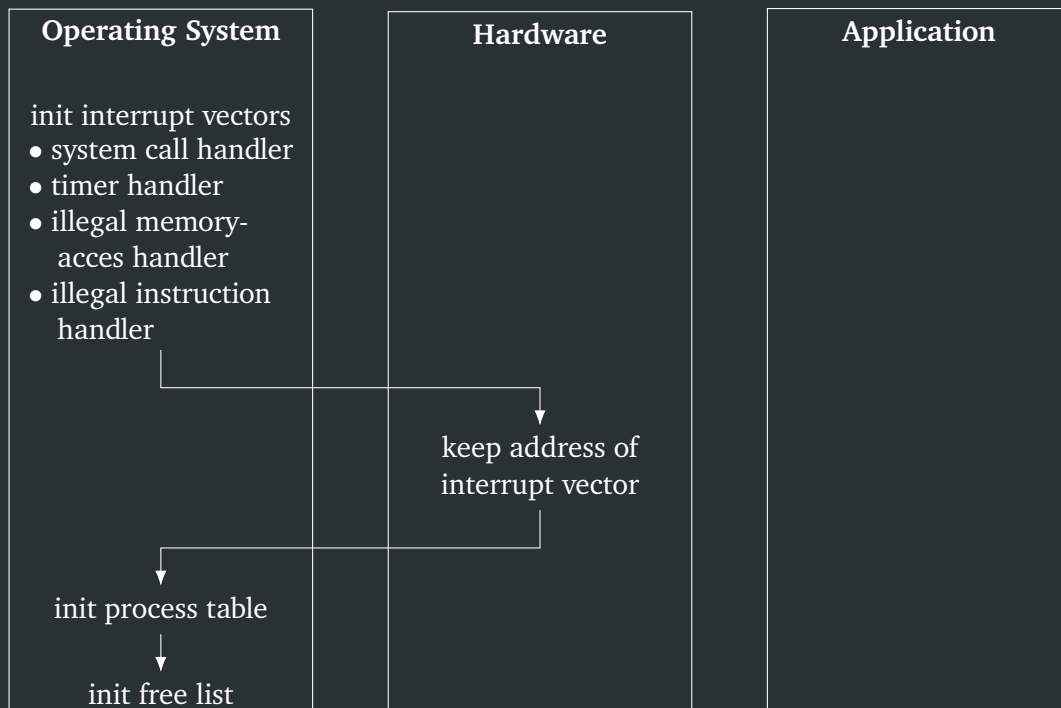 Operating System
Hardware
Application
init interrupt vectors
• system call handler
• timer handler
• illegal memory-
acces handler
• illegal instruction
handler
keep address of
interrupt vector
init process table
init free list